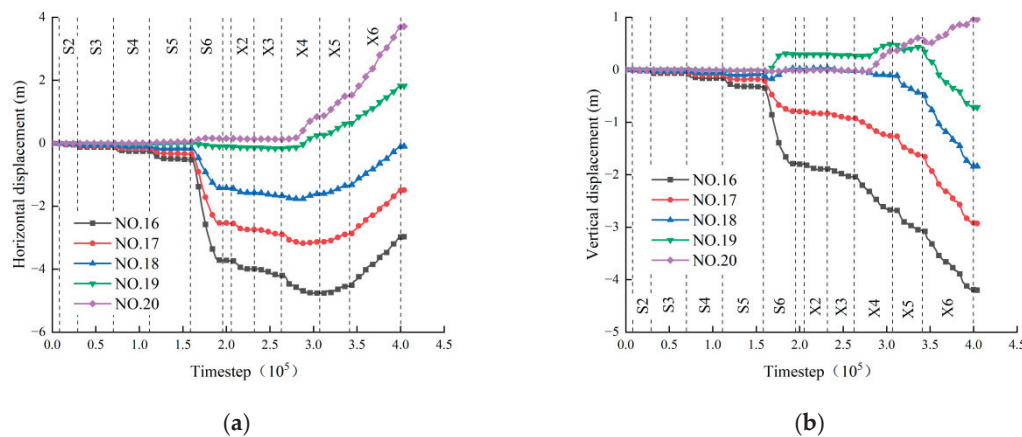 4
2
0
−2
−4
−6
Horizontal displacement (m)
S2
S3
S4
S5
S6
X2
X3
X4
X5
X6
NO.16
NO.17
NO.18
NO.19
NO.20
0.0 0.5 1.0 1.5 2.0 2.5 3.0 3.5 4.0 4.5
Timestep （10⁵）
(a)
1
0
−1
−2
−3
−4
−5
Vertical displacement (m)
NO.16
NO.17
NO.18
NO.19
NO.20
S2
S3
S4
S5
S6
X2
X3
X4
X5
X6
0.0 0.5 1.0 1.5 2.0 2.5 3.0 3.5 4.0 4.5
Timestep （10⁵）
(b)